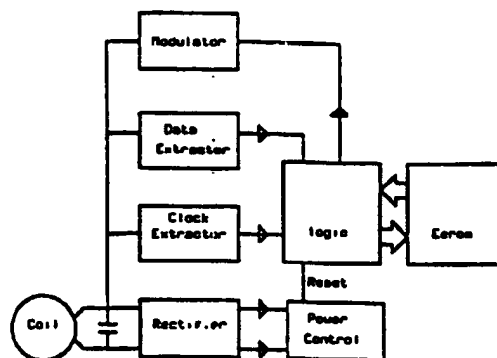 Modulator
Data
Extractor
Clock
Extractor
logic
Eerom
Reset
Coil
Rectifier
Power
Control